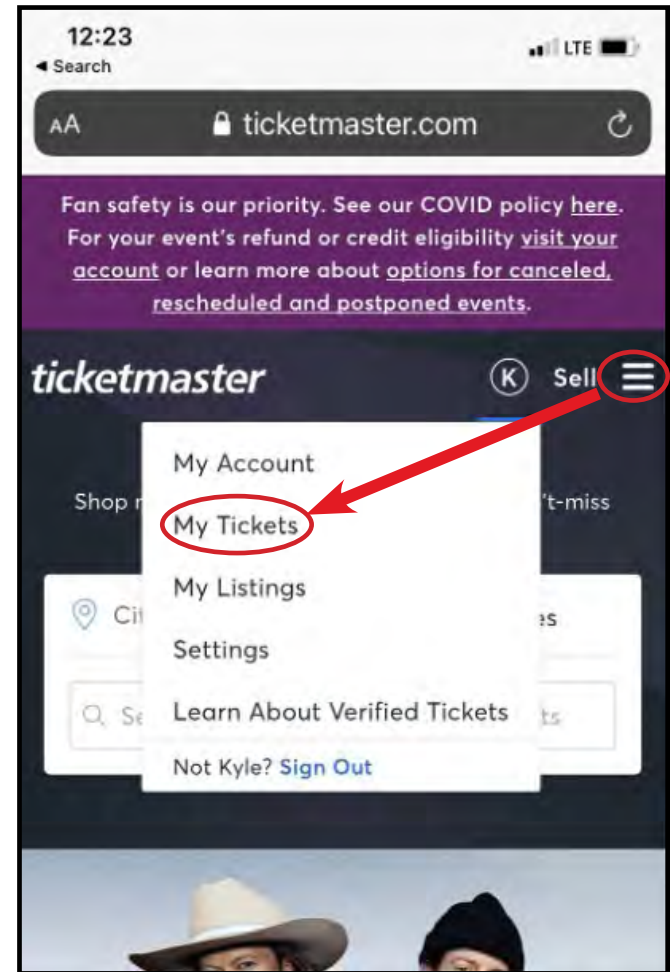 12:23
Search
LTE
AA ticketmaster.com
Fan safety is our priority. See our COVID policy here.
For your event's refund or credit eligibility visit your
account or learn more about options for canceled,
rescheduled and postponed events.
ticketmaster K Sell
My Account
Shop 't-miss
My Tickets
My Listings
Settings
Learn About Verified Tickets
Not Kyle? Sign Out